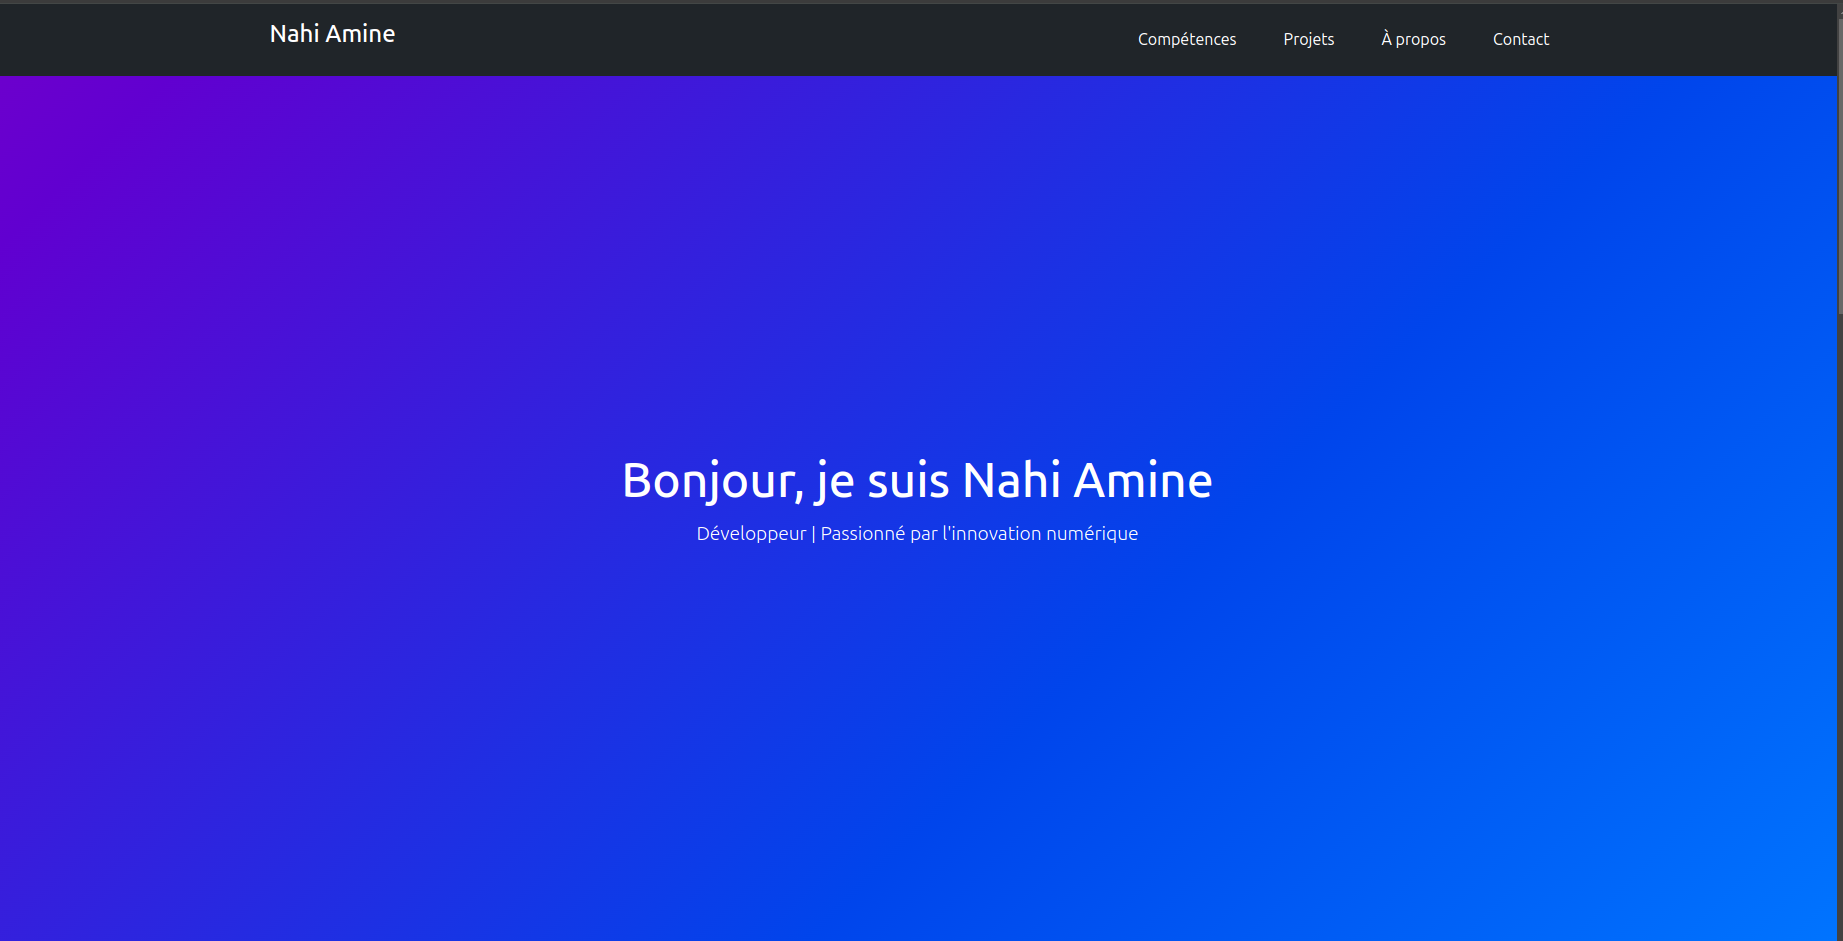 Nahi Amine
Compétences Projets À propos Contact
Bonjour, je suis Nahi Amine
Développeur | Passionné par l'innovation numérique